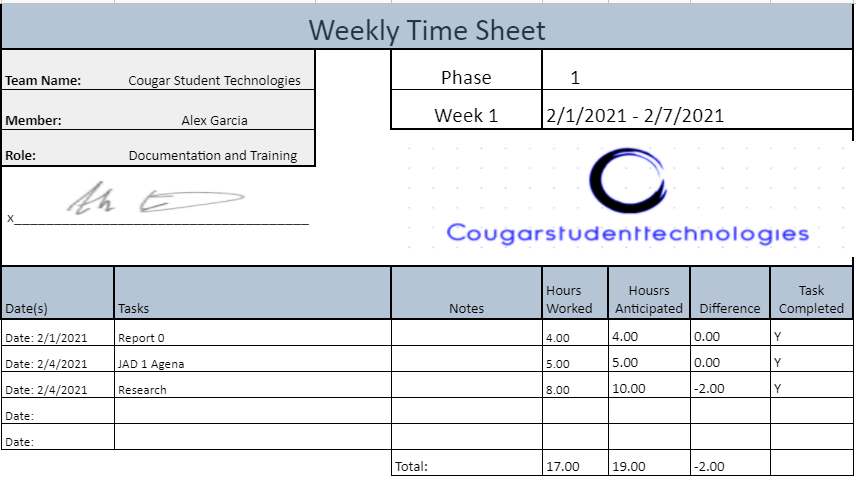 Weekly Time Sheet
Team Name: Cougar Student Technologies
Member: Alex Garcia
Role: Documentation and Training
Phase 1
Week 1 2/1/2021 - 2/7/2021
x
Cougarstudenttechnologies
Date(s) Tasks Notes Hours Worked Housrs Anticipated Difference Task Completed
Date: 2/1/2021 Report 0 4.00 4.00 0.00 Y
Date: 2/4/2021 JAD 1 Agena 5.00 5.00 0.00 Y
Date: 2/4/2021 Research 8.00 10.00 -2.00 Y
Date:
Date:
Total: 17.00 19.00 -2.00